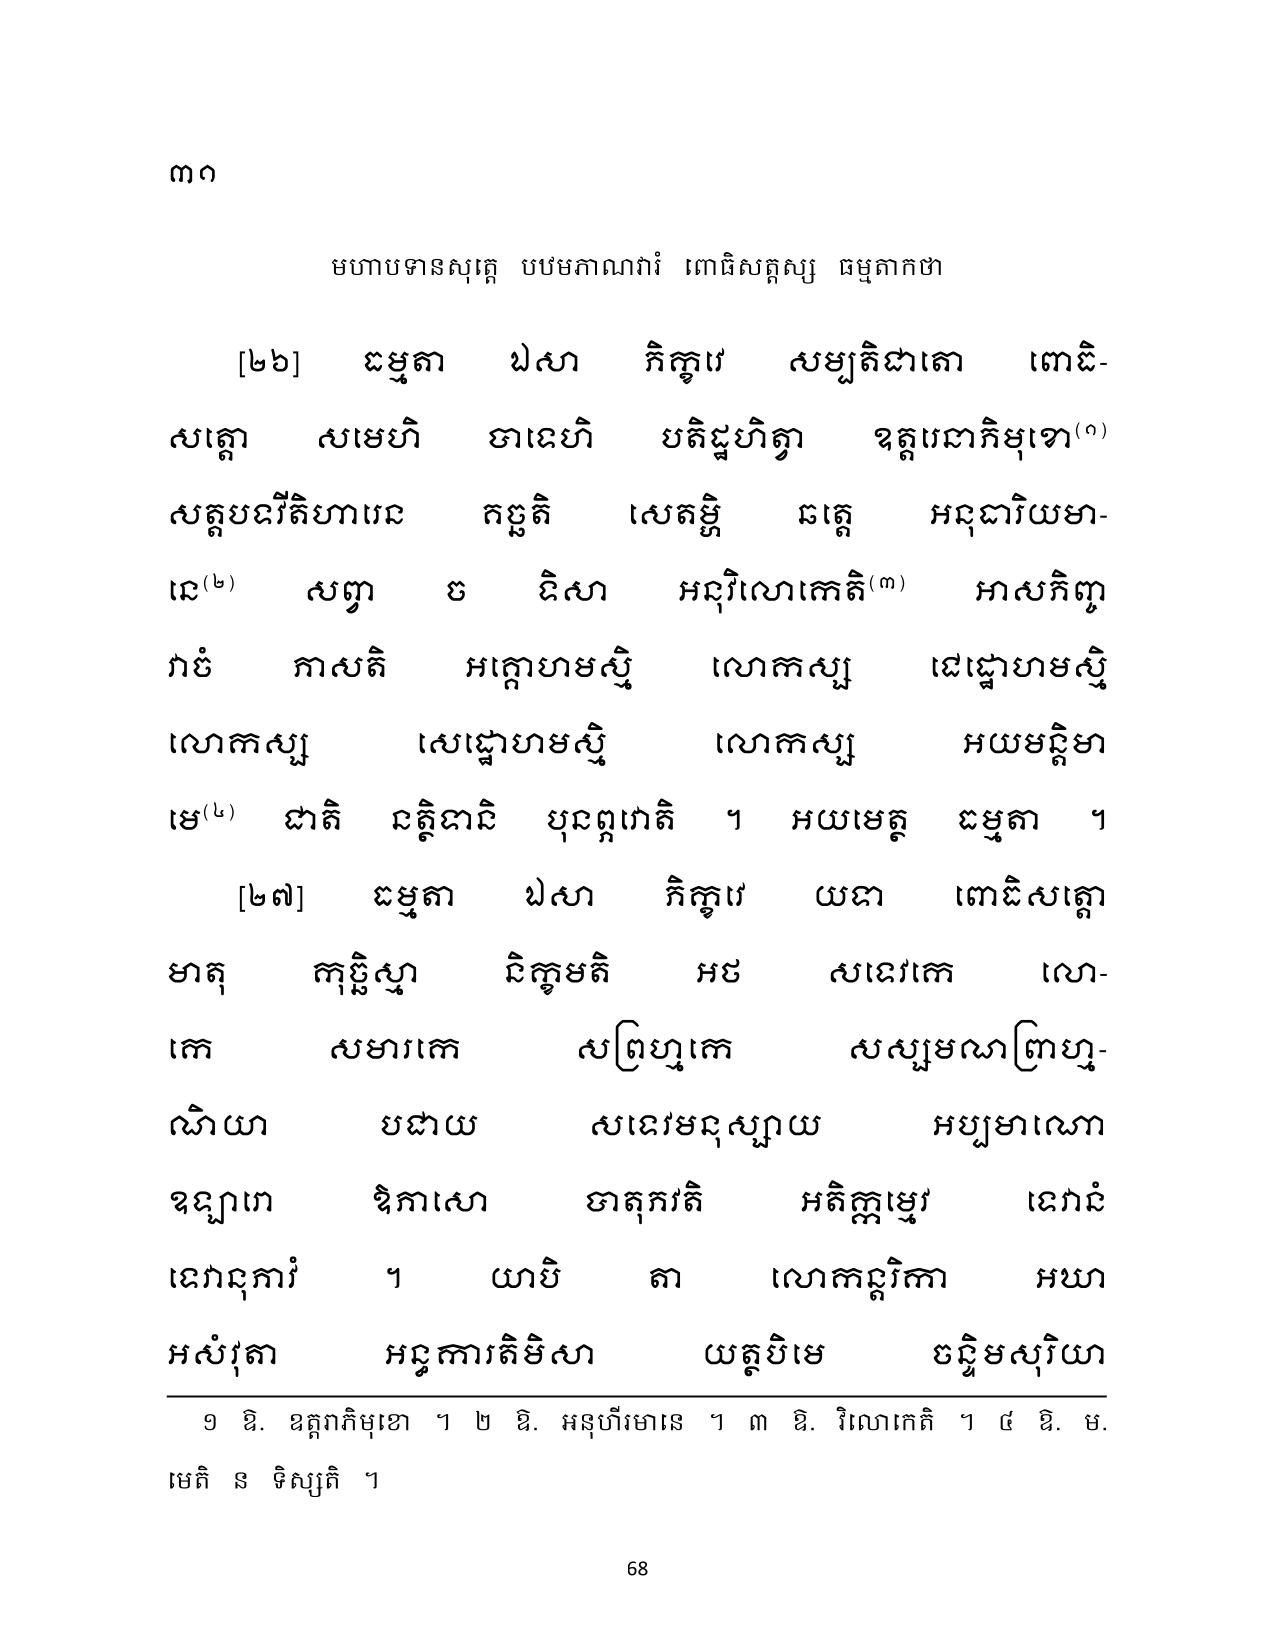 ៣១
មហាបទានសុត្តេ បឋមភាណវារំ ពោធិសត្តស្ស ធម្មតាកថា
[២៦] ធម្មតា ឯសា ភិក្ខវេ សម្បតិជាតោ ពោធិ-
សត្តោ សមេហិ បាទេហិ បតិដ្ឋហិត្វា ឧត្តរេនាភិមុខោ(១)
សត្តបទវីតិហារេន គច្ឆតិ សេតម្ហិ ឆត្តេ អនុធារិយមា-
នេ(២) សព្វា ច ទិសា អនុវិលោកេតិ(៣) អាសភិញ្ច
វាចំ ភាសតិ អគ្គោហមស្មិ លោកស្ស ជេដ្ឋោហមស្មិ
លោកស្ស សេដ្ឋោហមស្មិ លោកស្ស អយមន្តិមា
មេ(៤) ជាតិ នត្ថិទានិ បុនព្ភវោតិ ។ អយមេត្ថ ធម្មតា ។
[២៧] ធម្មតា ឯសា ភិក្ខវេ យទា ពោធិសត្តោ
មាតុ កុច្ឆិស្មា និក្ខមតិ អថ សទេវកេ លោ-
កេ សមារកេ សព្រហ្មកេ សស្សមណព្រាហ្ម-
ណិយា បជាយ សទេវមនុស្សាយ អប្បមាណោ
ឧឡារោ ឱភាសោ បាតុភវតិ អតិក្កម្មេវ ទេវានំ
ទេវានុភាវំ ។ យាបិ តា លោកន្តរិកា អឃា
អសំវុតា អន្ធការតិមិសា យត្ថបិមេ ចន្ទិមសុរិយា
១ ឱ. ឧត្តរាភិមុខោ ។ ២ ឱ. អនុហីរមានេ ។ ៣ ឱ. វិលោកេតិ ។ ៤ ឱ. ម.
មេតិ ន ទិស្សតិ ។
68